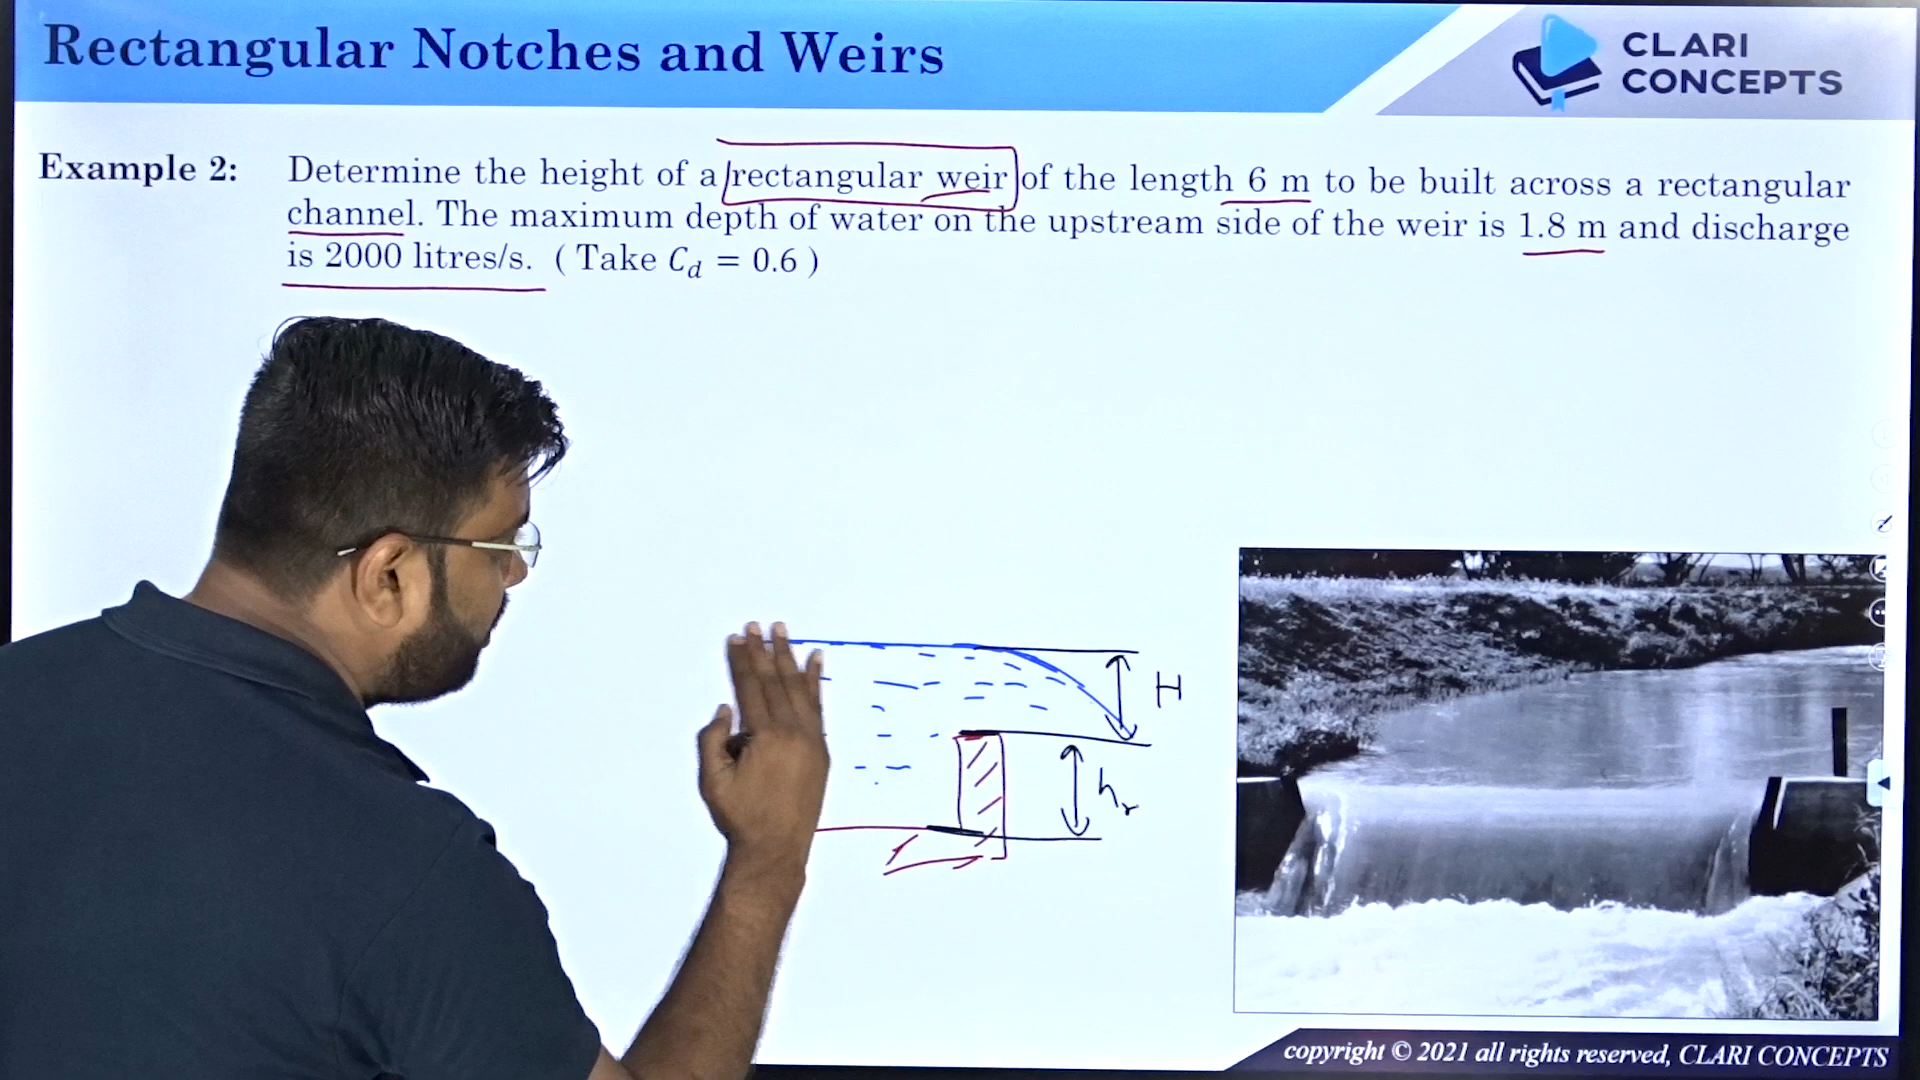 Rectangular Notches and Weirs
CLARI
CONCEPTS
Example 2: Determine the height of a rectangular weir of the length 6 m to be built across a rectangular
channel. The maximum depth of water on the upstream side of the weir is 1.8 m and discharge
is 2000 litres/s. ( Take C_d = 0.6 )
H
h
copyright © 2021 all rights reserved, CLARI CONCEPTS